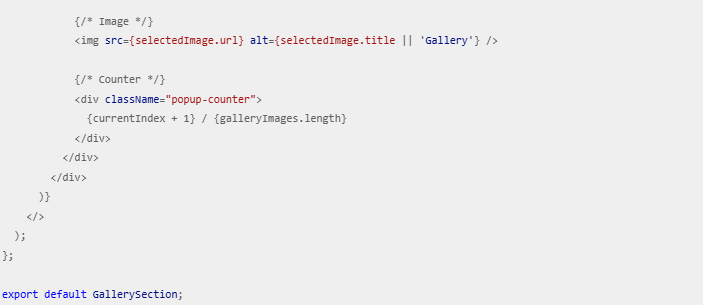 {/* Image */}
<img src={selectedImage.url} alt={selectedImage.title || 'Gallery'} />
{/* Counter */}
<div className="popup-counter">
{currentIndex + 1} / {galleryImages.length}
</div>
</div>
</div>
)}
</>
);
};
export default GallerySection;